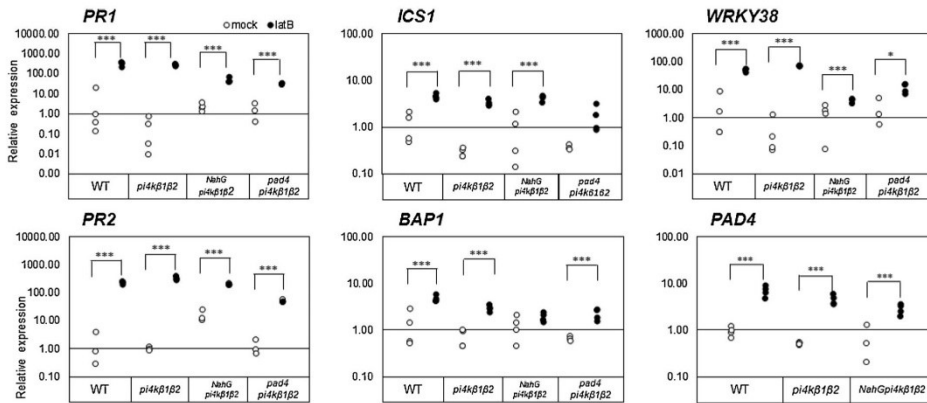 PR1
mock latB
Relative expression
10000.00
1000.00
100.00
10.00
1.00
0.10
0.01
0.00
*** *** *** ***
WT pi4kβ1β2 NahG pi4kβ1β2 pad4 pi4kβ1β2
ICS1
100.00
10.00
1.00
0.10
*** *** ***
WT pi4kβ1β2 NahG pi4kβ1β2 pad4 pi4k6162
WRKY38
1000.00
100.00
10.00
1.00
0.10
0.01
*** *** *** *
WT pi4kβ1β2 NahG pi4kβ1β2 pad4 pi4kβ1β2
PR2
Relative expression
10000.00
1000.00
100.00
10.00
1.00
0.10
*** *** *** ***
WT pi4kβ1β2 NahG pi4kβ1β2 pad4 pi4kβ1β2
BAP1
100.00
10.00
1.00
0.10
*** *** ***
WT pi4kβ1β2 NahG pi4kβ1β2 pad4 pi4kβ1β2
PAD4
100.00
10.00
1.00
0.10
*** *** ***
WT pi4kβ1β2 NahGpi4kβ1β2